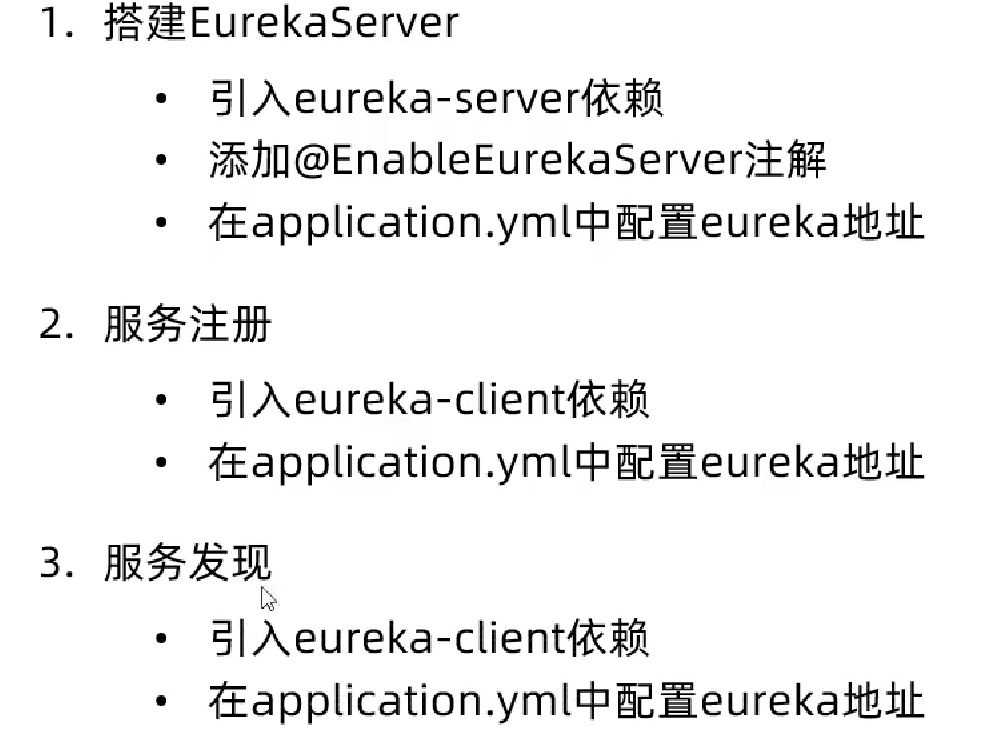 1. 搭建EurekaServer
• 引入eureka-server依赖
• 添加@EnableEurekaServer注解
• 在application.yml中配置eureka地址
2. 服务注册
• 引入eureka-client依赖
• 在application.yml中配置eureka地址
3. 服务发现
• 引入eureka-client依赖
• 在application.yml中配置eureka地址